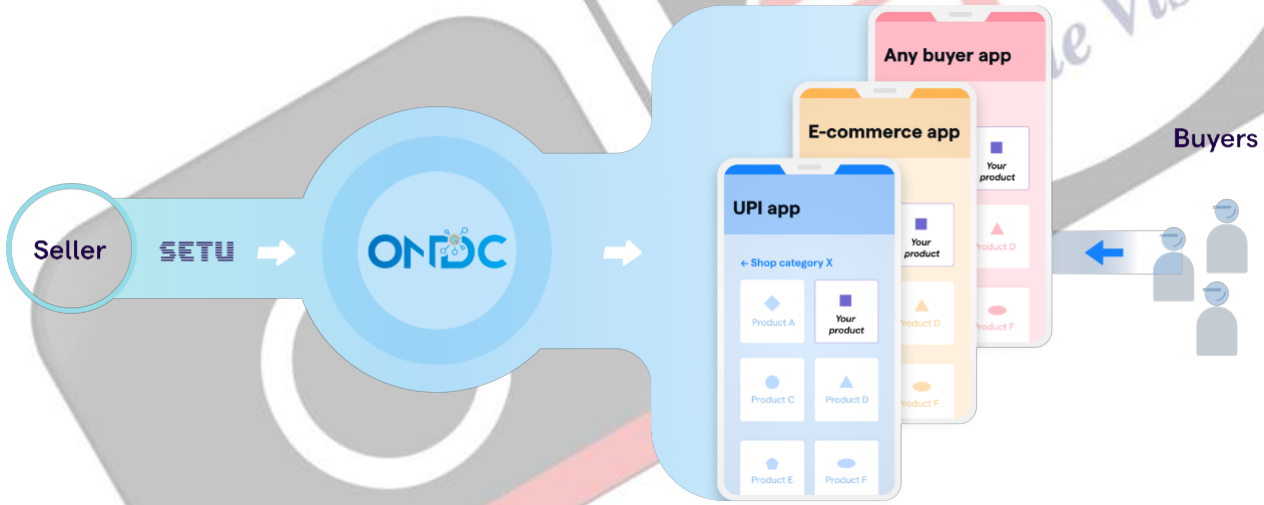 Seller
SETU
ONDC
UPI app
← Shop category X
Product A
Your
product
Product C
Product D
Product E
Product F
E-commerce app
Your
product
Product D
Product F
Any buyer app
Your
product
Product D
Product F
Buyers